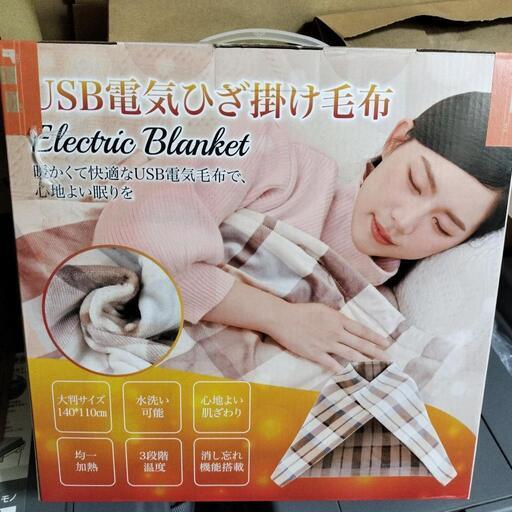 USB電気ひざ掛け毛布
Electric Blanket
暖かくて快適なUSB電気毛布で、
心地よい眠りを
大判サイズ
140*110cm
水洗い
可能
心地よい
肌ざわり
均一
加熱
3段階
温度
消し忘れ
機能搭載
モノ